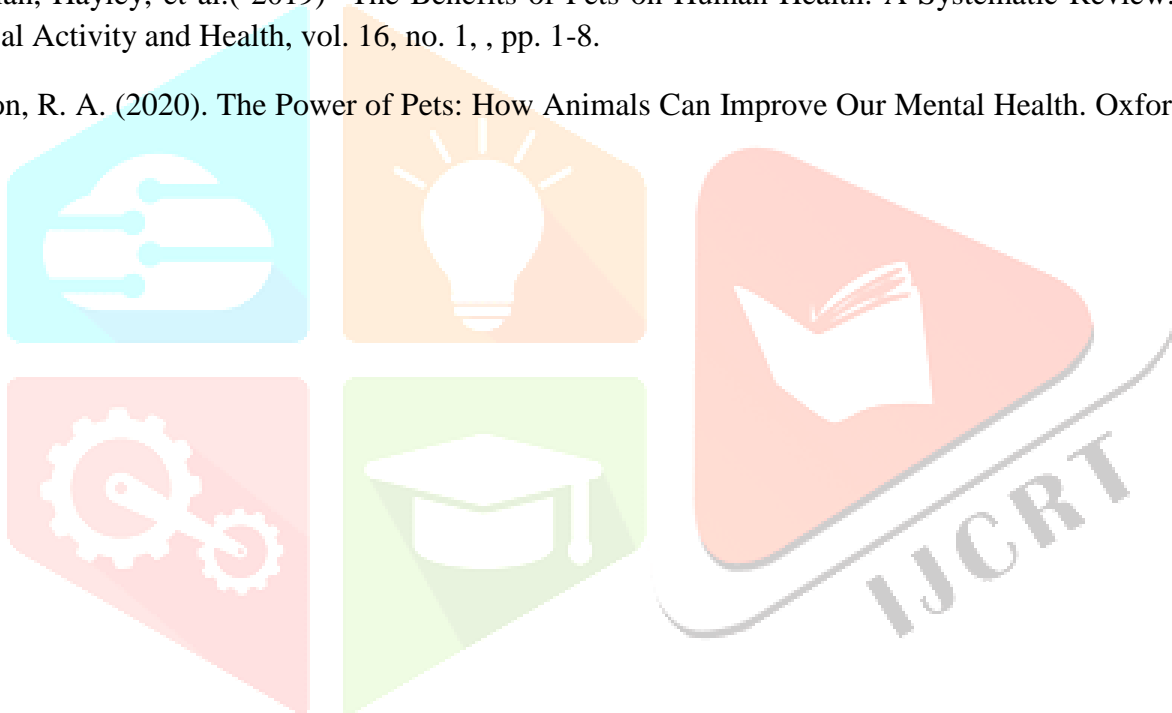 Hayley, et al.( 2019) "The Benefits of Pets on Human Health: A Systematic Review.
al Activity and Health, vol. 16, no. 1, , pp. 1-8.
on, R. A. (2020). The Power of Pets: How Animals Can Improve Our Mental Health. Oxfor
IJCRT